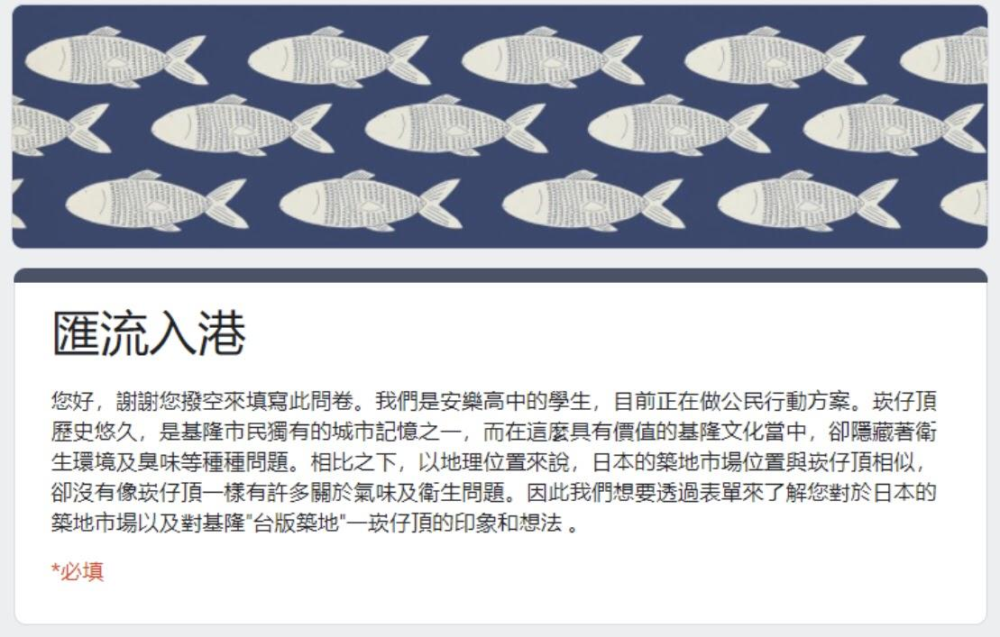 匯流入港
您好，謝謝您撥空來填寫此問卷。我們是安樂高中的學生，目前正在做公民行動方案。崁仔頂
歷史悠久，是基隆市民獨有的城市記憶之一，而在這麼具有價值的基隆文化當中，卻隱藏著衛
生環境及臭味等種種問題。相比之下，以地理位置來說，日本的築地市場位置與崁仔頂相似，
卻沒有像崁仔頂一樣有許多關於氣味及衛生問題。因此我們想要透過表單來了解您對於日本的
築地市場以及對基隆"台版築地"—崁仔頂的印象和想法 。
*必填